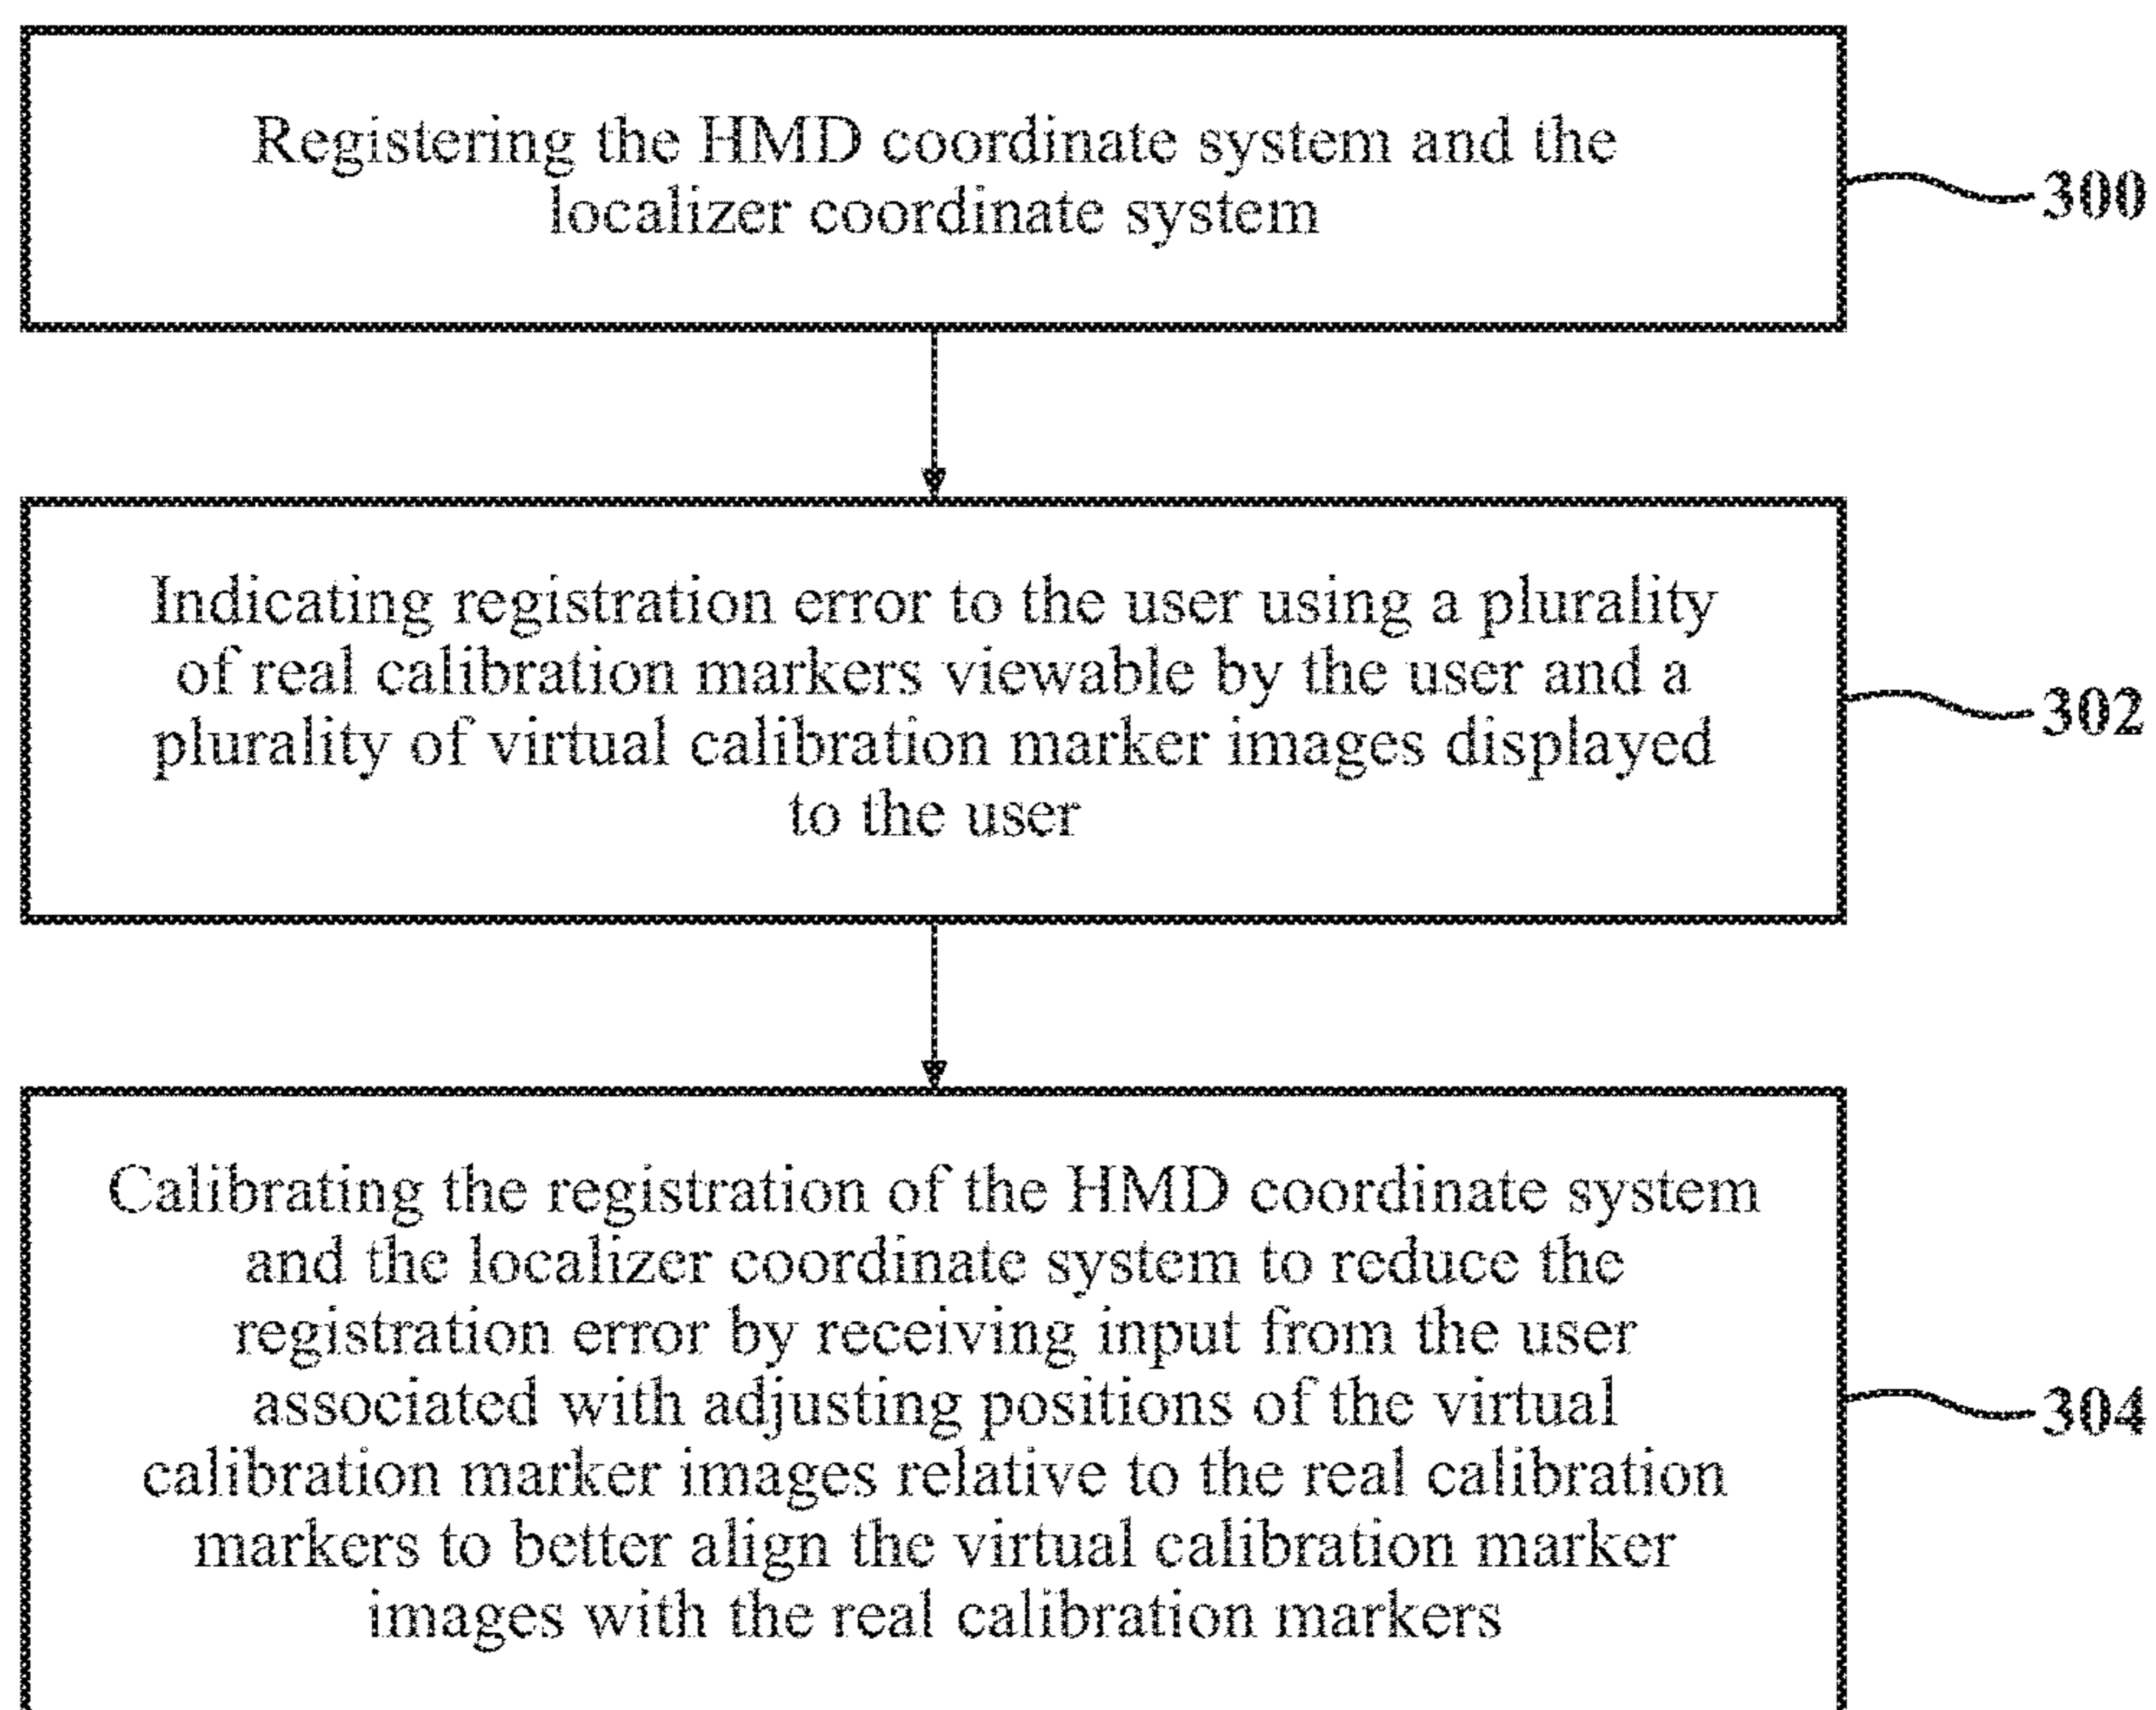 Registering the HMD coordinate system and the
localizer coordinate system
300
Indicating registration error to the user using a plurality
of real calibration markers viewable by the user and a
plurality of virtual calibration marker images displayed
to the user
302
Calibrating the registration of the HMD coordinate system
and the localizer coordinate system to reduce the
registration error by receiving input from the user
associated with adjusting positions of the virtual
calibration marker images relative to the real calibration
markers to better align the virtual calibration marker
images with the real calibration markers
304